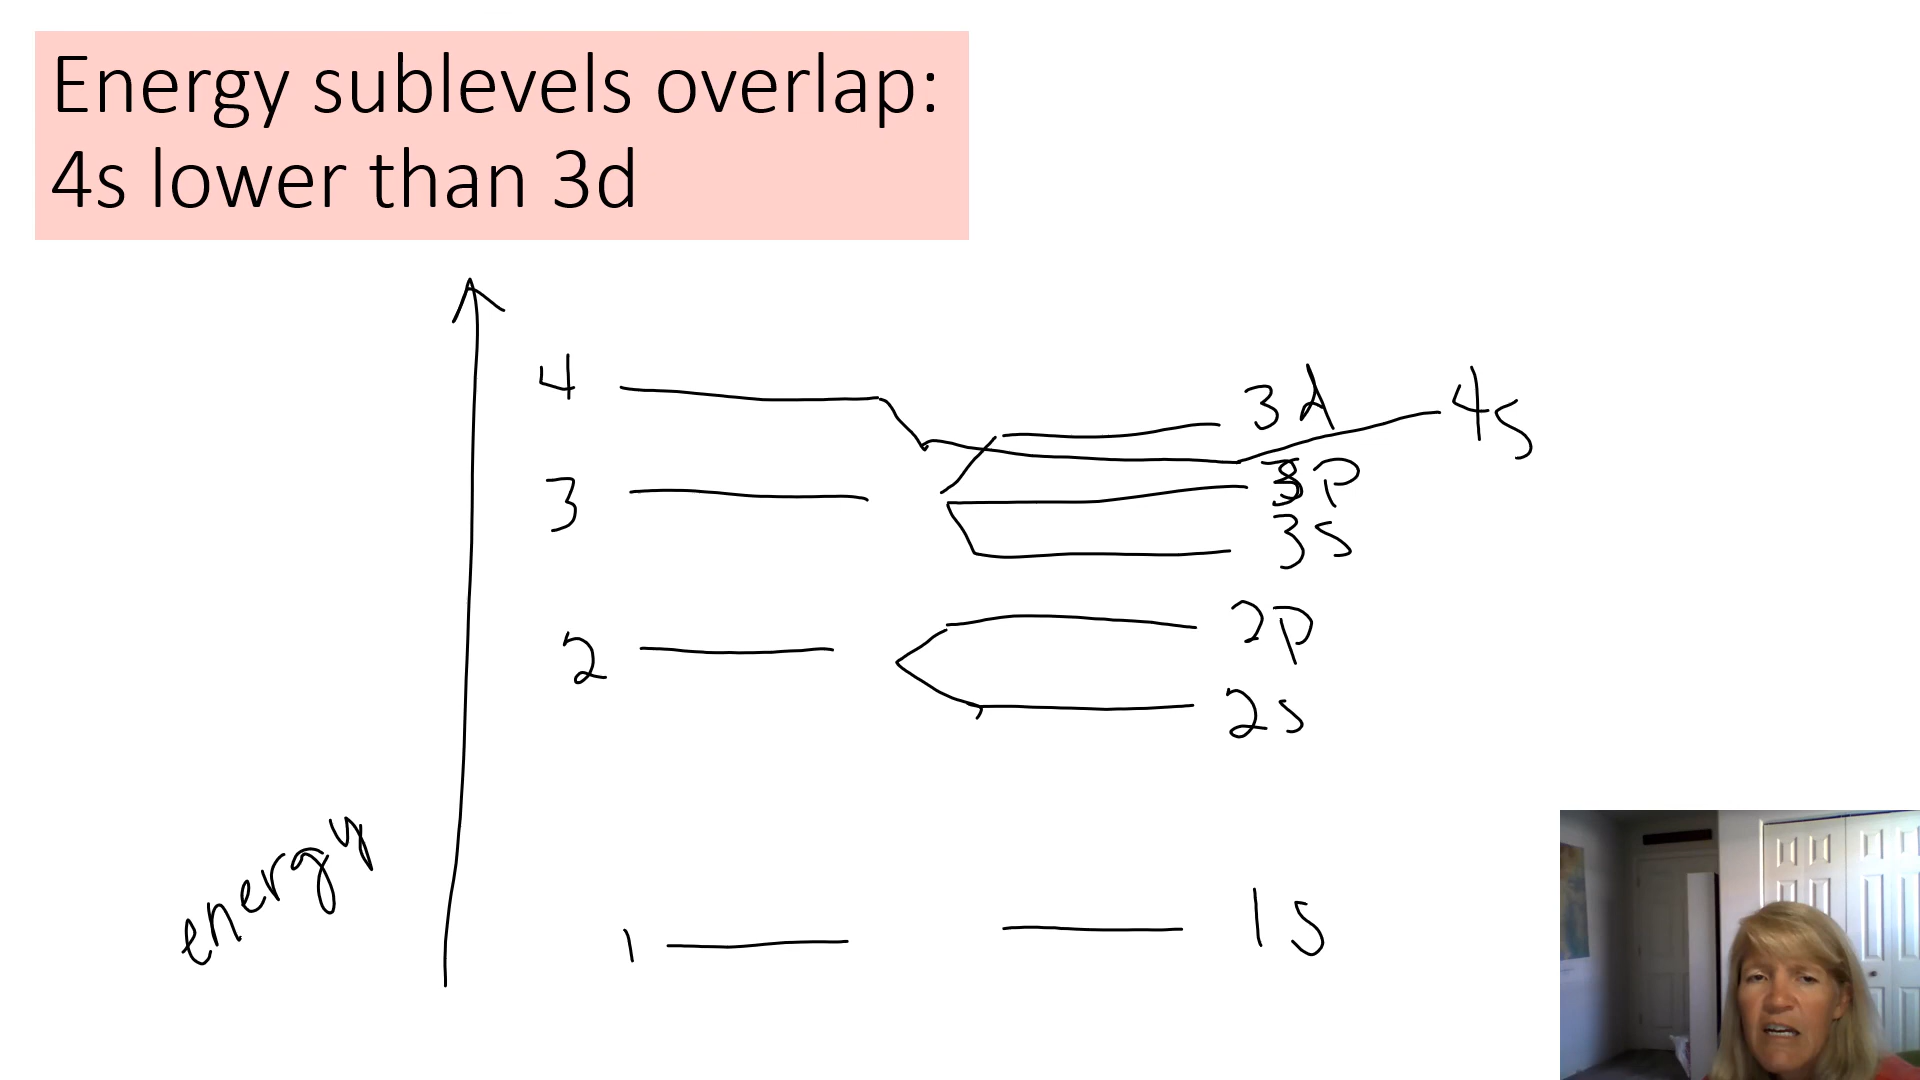 Energy sublevels overlap:
4s lower than 3d
4
3d
4s
3
3p
3s
2
2p
2s
energy
1
1s